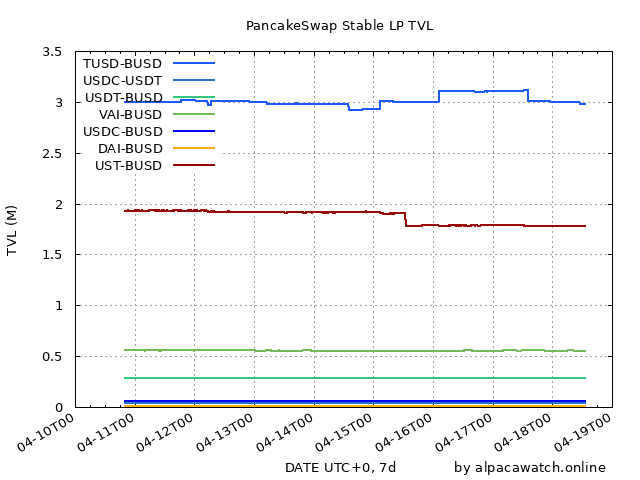 PancakeSwap Stable LP TVL
TVL (M)
3.5
3
2.5
2
1.5
1
0.5
0
TUSD-BUSD
USDC-USDT
USDT-BUSD
VAI-BUSD
USDC-BUSD
DAI-BUSD
UST-BUSD
04-10T00
04-11T00
04-12T00
04-13T00
04-14T00
04-15T00
04-16T00
04-17T00
04-18T00
04-19T00
DATE UTC+0, 7d
by alpacawatch.online